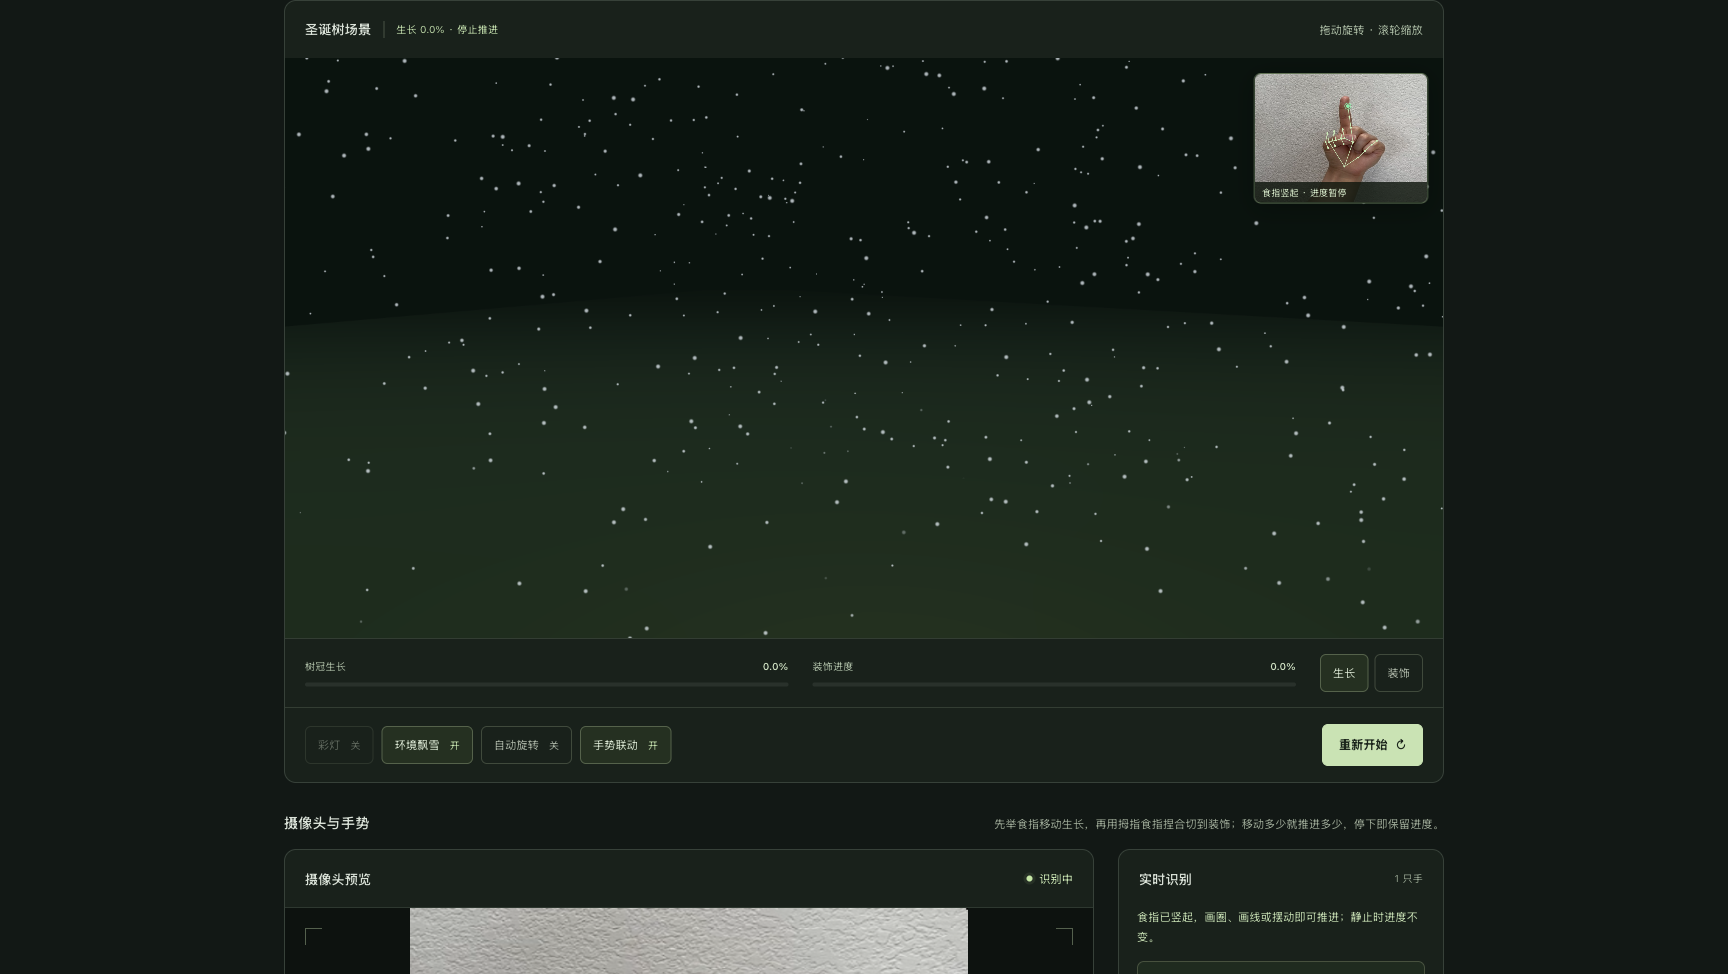 圣诞树场景
生长 0.0% · 停止推进
拖动旋转 · 滚轮缩放
食指竖起 · 进度暂停
树冠生长 0.0%
装饰进度 0.0%
生长
装饰
彩灯 关
环境飘雪 开
自动旋转 关
手势联动 开
重新开始
摄像头与手势
先举食指移动生长，再用拇指食指捏合切到装饰；移动多少就推进多少，停下即保留进度。
摄像头预览
识别中
实时识别
1 只手
食指已竖起，画圈、画线或摆动即可推进；静止时进度不
变。